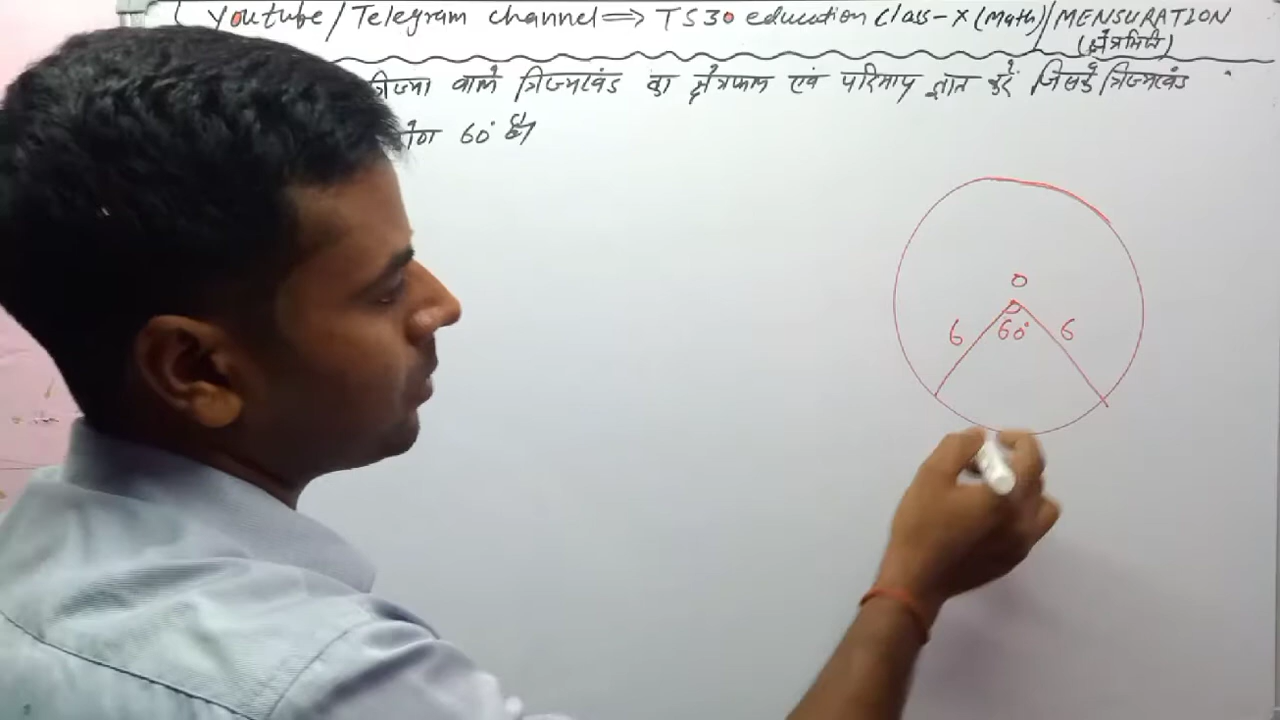 Youtube/Telegram channel ⇒ TS30 education Class-X (Math)/MENSURATION
(क्षेत्रमिति)
वाले त्रिज्यखंड का क्षेत्रफल एवं परिमाप ज्ञात करें जिसके त्रिज्यखंड
60° है।
O
6 60° 6